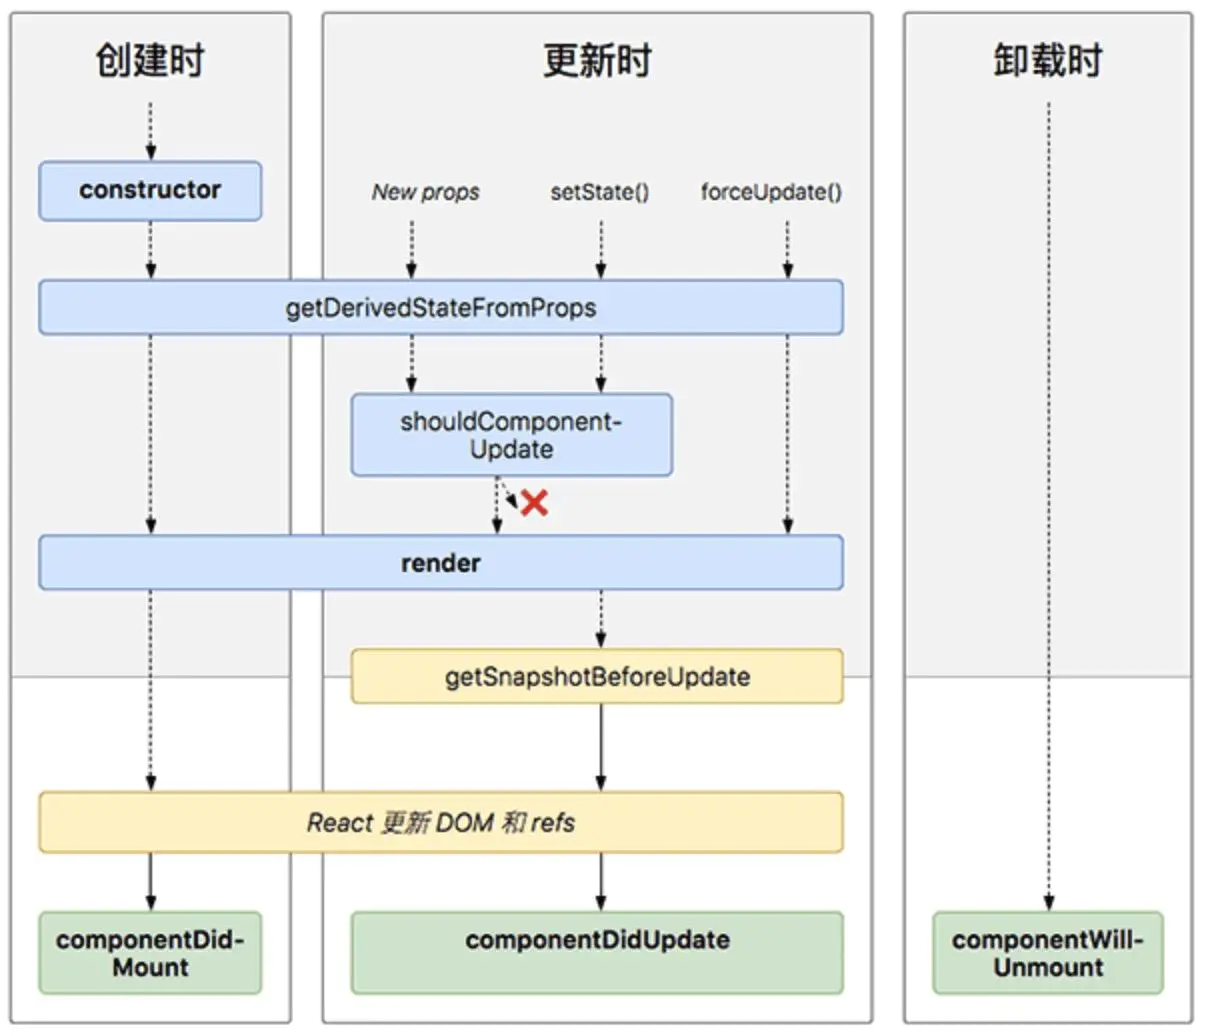 创建时
更新时
卸载时
constructor
New props
setState()
forceUpdate()
getDerivedStateFromProps
shouldComponent-
Update
render
getSnapshotBeforeUpdate
React 更新 DOM 和 refs
componentDid-
Mount
componentDidUpdate
componentWill-
Unmount